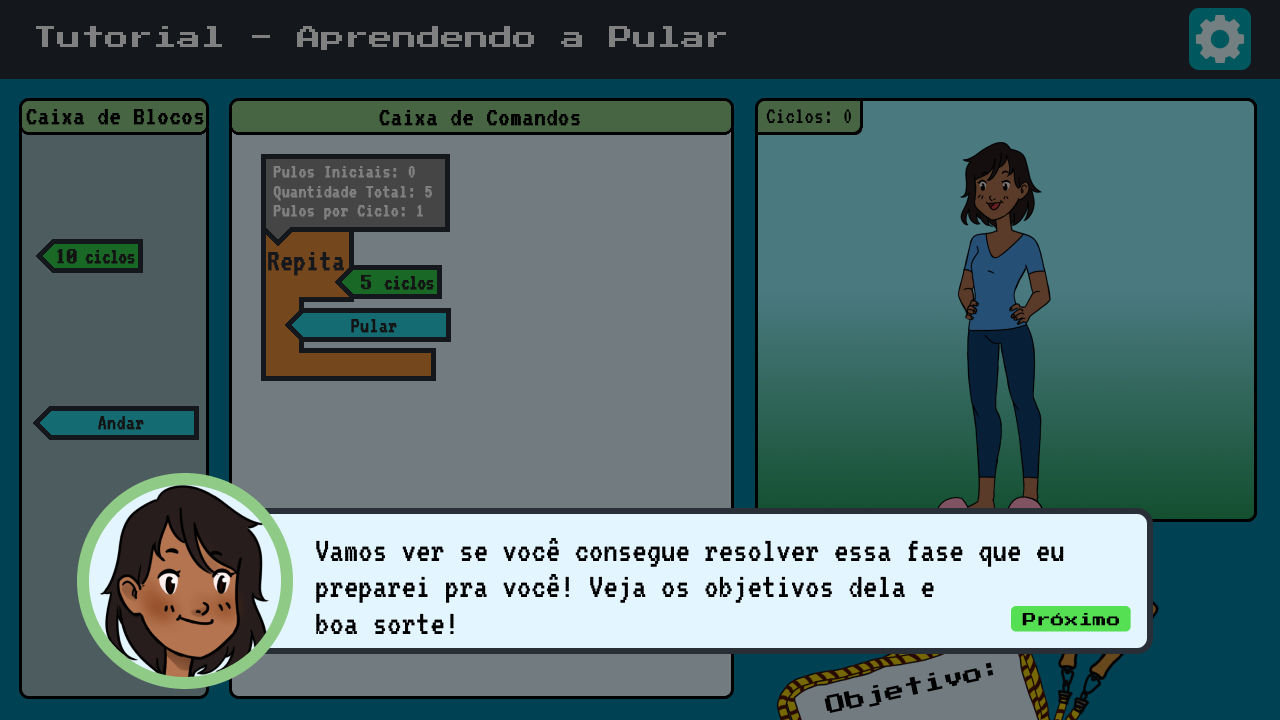 Tutorial - Aprendendo a Pular
Caixa de Blocos
10 ciclos
Andar
Caixa de Comandos
Pulos Iniciais: 0
Quantidade Total: 5
Pulos por Ciclo: 1
Repita
5 ciclos
Pular
Ciclos: 0
Vamos ver se você consegue resolver essa fase que eu
preparei pra você! Veja os objetivos dela e
boa sorte!
Próximo
Objetivo: